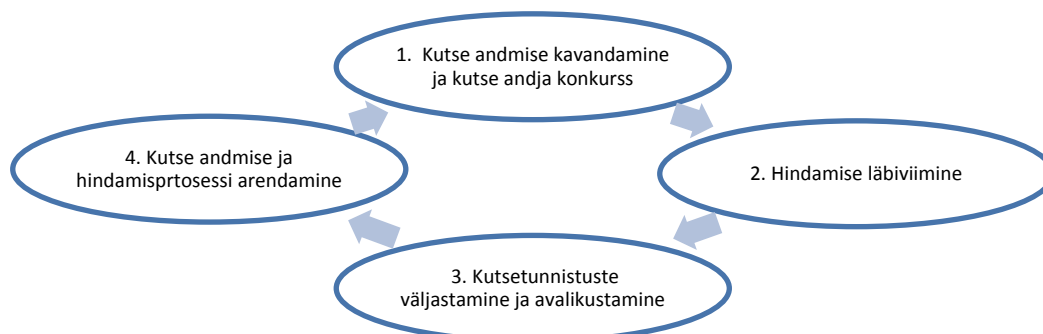 1. Kutse andmise kavandamine
ja kutse andja konkurss
2. Hindamise läbiviimine
3. Kutsetunnistuste
väljastamine ja avalikustamine
4. Kutse andmise ja
hindamisprtosessi arendamine